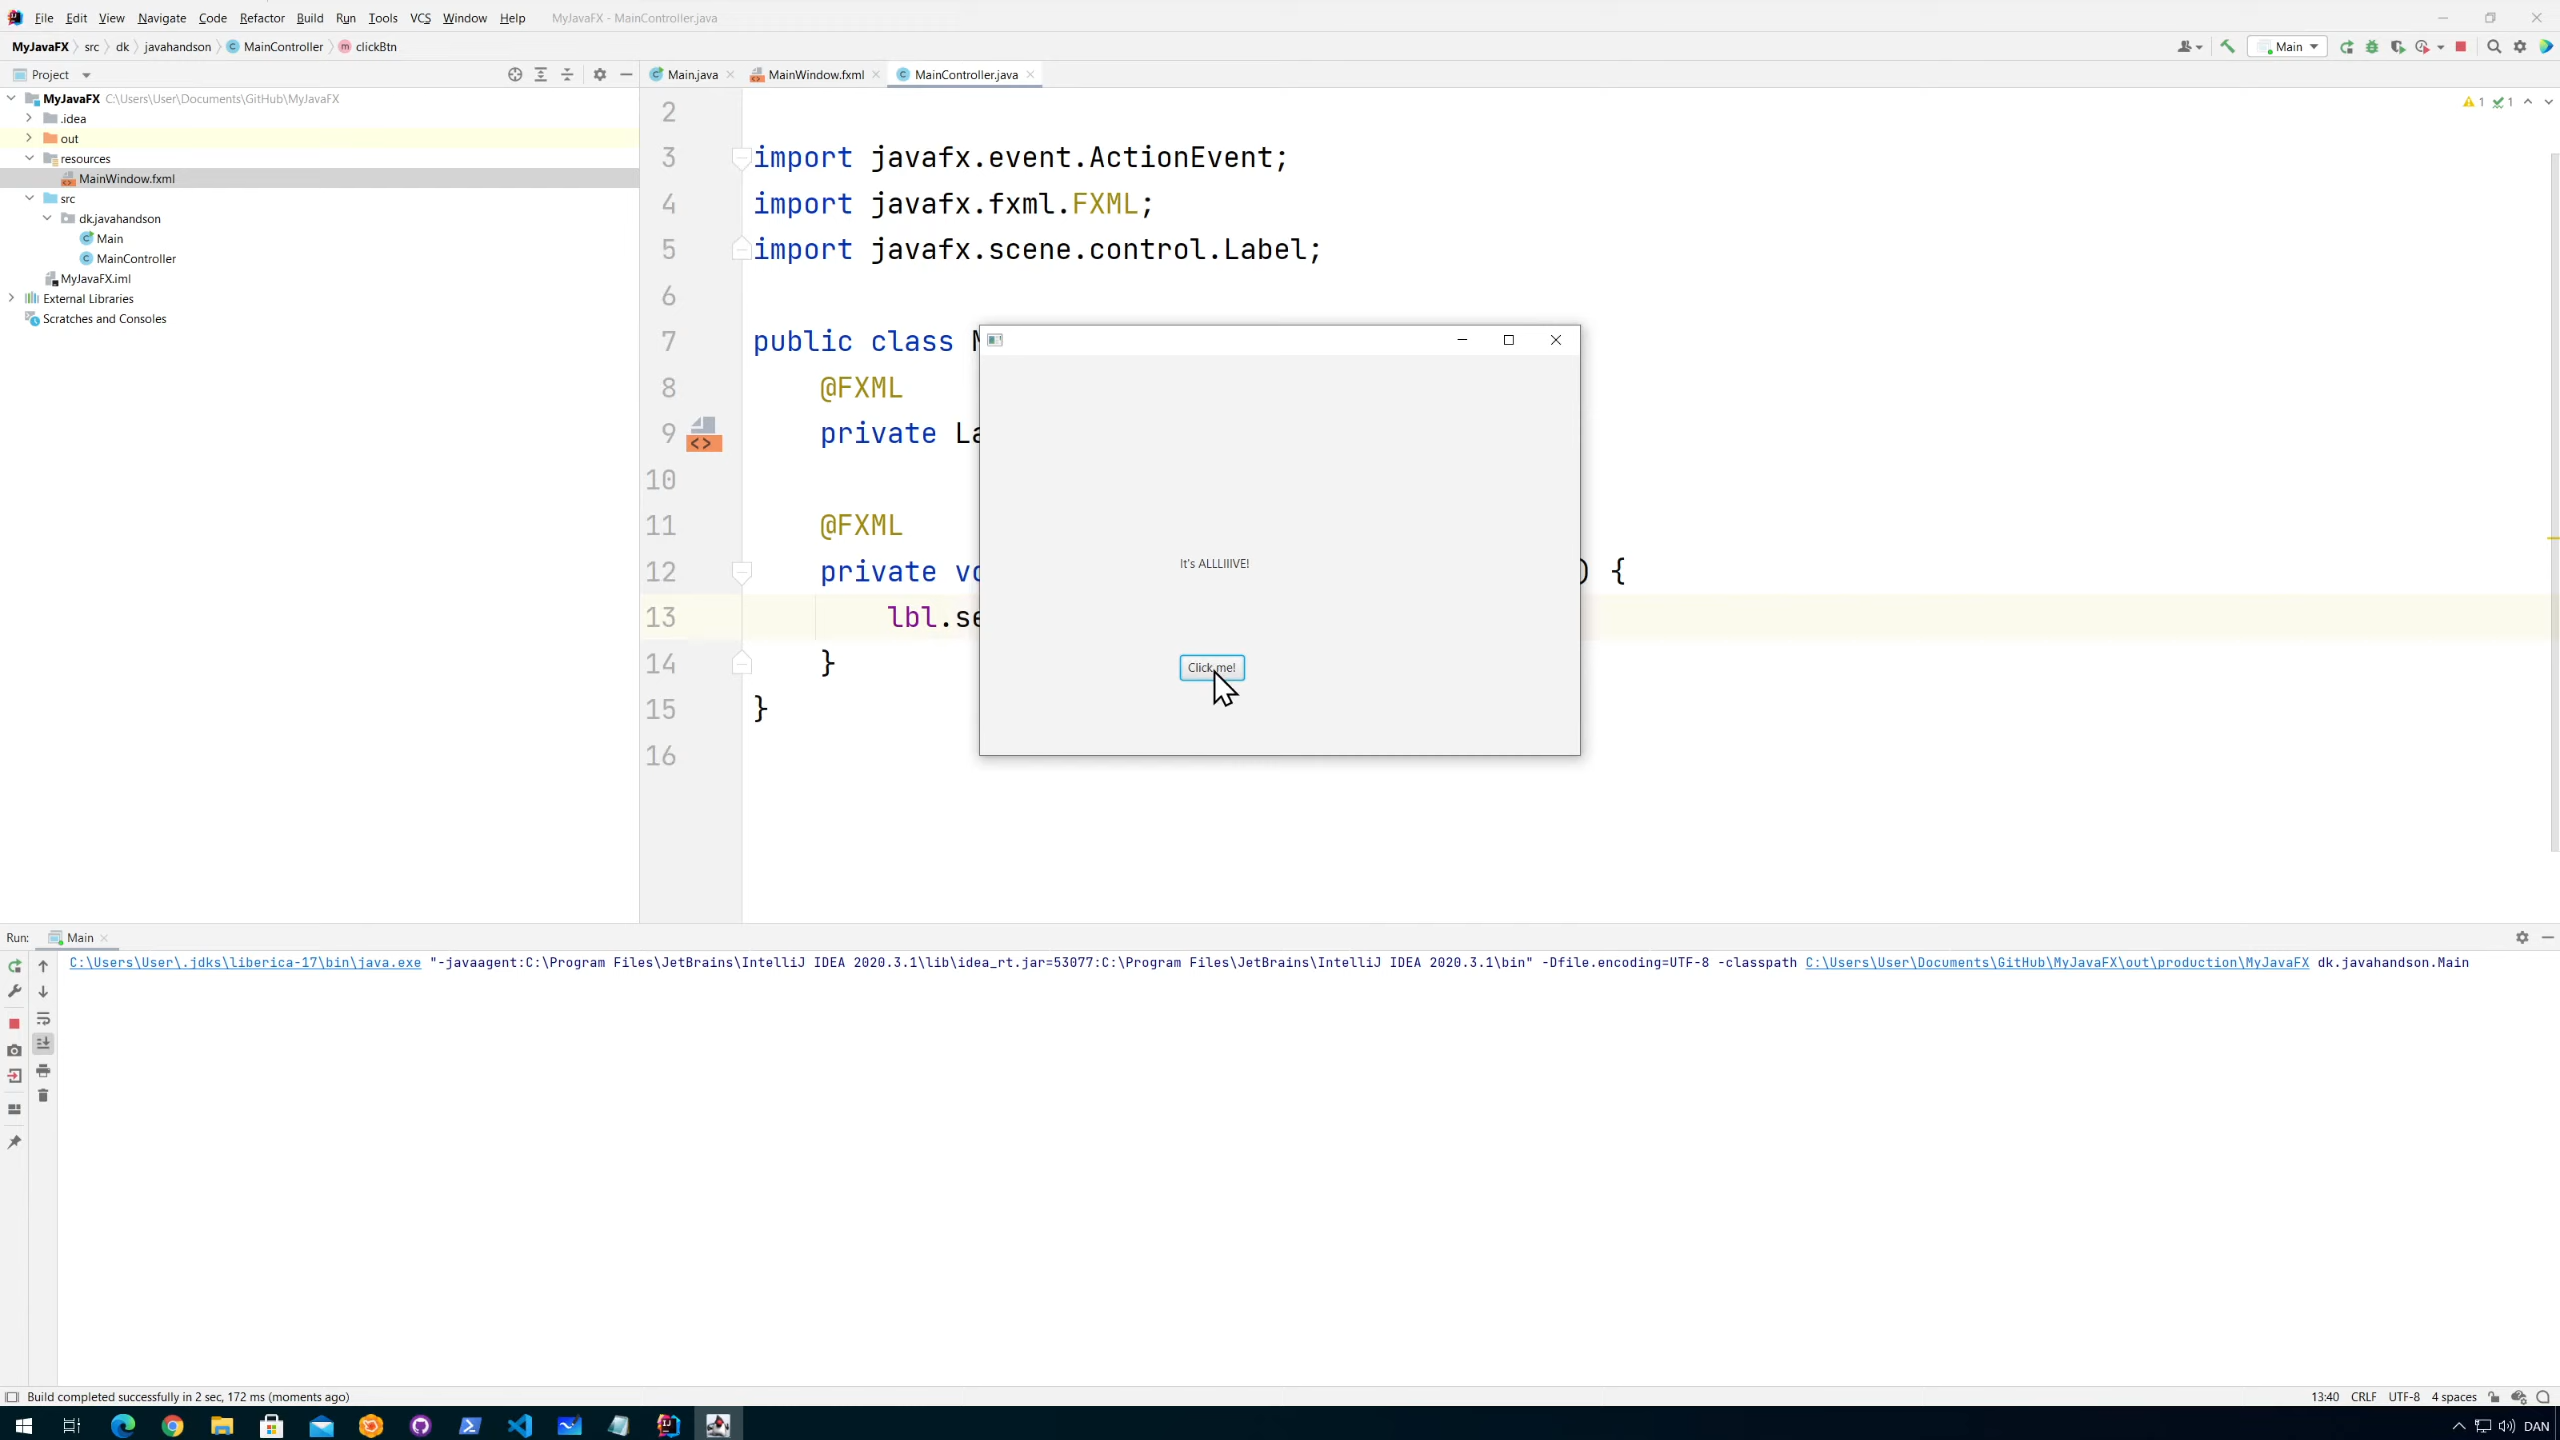 File Edit View Navigate Code Refactor Build Run Tools VCS Window Help MyJavaFX - MainController.java
MyJavaFX src dk javahandson MainController clickBtn Main
Project Main.java MainWindow.fxml MainController.java
MyJavaFX C:\Users\User\Documents\GitHub\MyJavaFX
.idea
out
resources
MainWindow.fxml
src
dk.javahandson
Main
MainController
MyJavaFX.iml
External Libraries
Scratches and Consoles
1 1
2
3 import javafx.event.ActionEvent;
4 import javafx.fxml.FXML;
5 import javafx.scene.control.Label;
6
7 public class
8 @FXML
9 private La
10
11 @FXML
12 private vo ) {
13 lbl.se
14 }
15 }
16
It's ALLLIIIVE!
Click me!
Run: Main
C:\Users\User\.jdks\liberica-17\bin\java.exe "-javaagent:C:\Program Files\JetBrains\IntelliJ IDEA 2020.3.1\lib\idea_rt.jar=53077:C:\Program Files\JetBrains\IntelliJ IDEA 2020.3.1\bin" -Dfile.encoding=UTF-8 -classpath C:\Users\User\Documents\GitHub\MyJavaFX\out\production\MyJavaFX dk.javahandson.Main
Build completed successfully in 2 sec, 172 ms (moments ago) 13:40 CRLF UTF-8 4 spaces
DAN